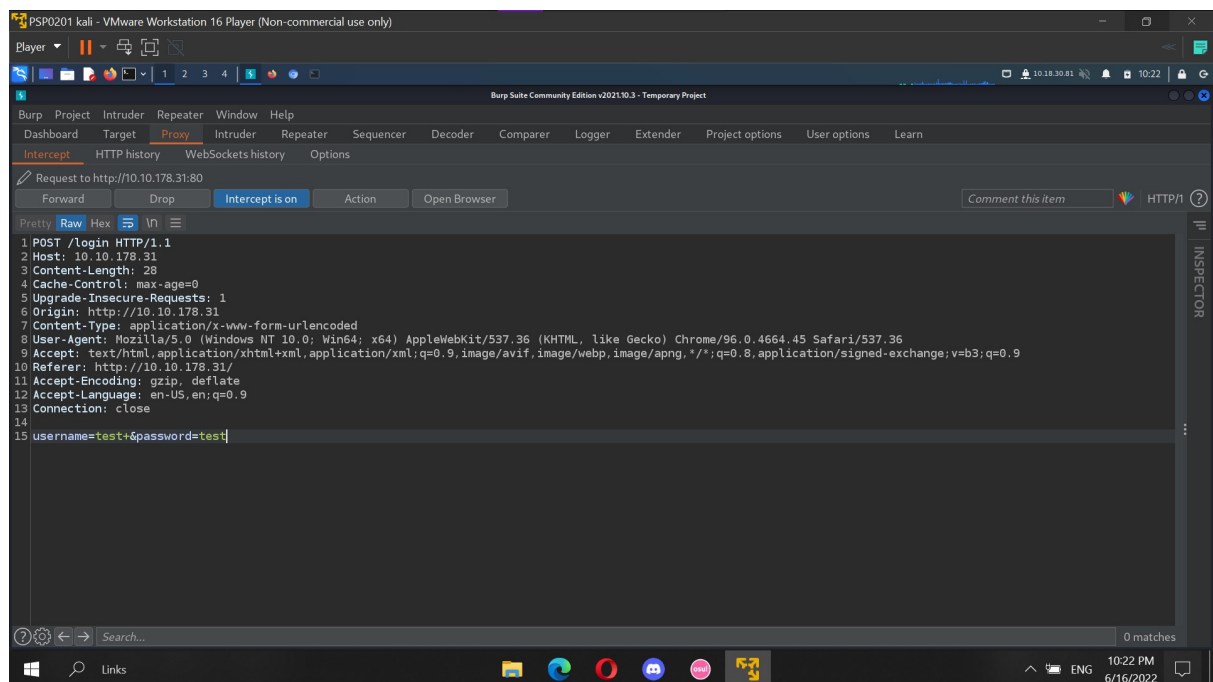 PSP0201 kali - VMware Workstation 16 Player (Non-commercial use only)
Player
1 2 3 4 10.18.30.81 10:22
Burp Suite Community Edition v2021.10.3 - Temporary Project
Burp Project Intruder Repeater Window Help
Dashboard Target Proxy Intruder Repeater Sequencer Decoder Comparer Logger Extender Project options User options Learn
Intercept HTTP history WebSockets history Options
Request to http://10.10.178.31:80
Forward Drop Intercept is on Action Open Browser Comment this item HTTP/1 ?
Pretty Raw Hex \n
INSPECTOR
1 POST /login HTTP/1.1
2 Host: 10.10.178.31
3 Content-Length: 28
4 Cache-Control: max-age=0
5 Upgrade-Insecure-Requests: 1
6 Origin: http://10.10.178.31
7 Content-Type: application/x-www-form-urlencoded
8 User-Agent: Mozilla/5.0 (Windows NT 10.0; Win64; x64) AppleWebKit/537.36 (KHTML, like Gecko) Chrome/96.0.4664.45 Safari/537.36
9 Accept: text/html,application/xhtml+xml,application/xml;q=0.9,image/avif,image/webp,image/apng,*/*;q=0.8,application/signed-exchange;v=b3;q=0.9
10 Referer: http://10.10.178.31/
11 Accept-Encoding: gzip, deflate
12 Accept-Language: en-US,en;q=0.9
13 Connection: close
14
15 username=test+&password=test
? Search... 0 matches
Links osu! ENG 10:22 PM
6/16/2022